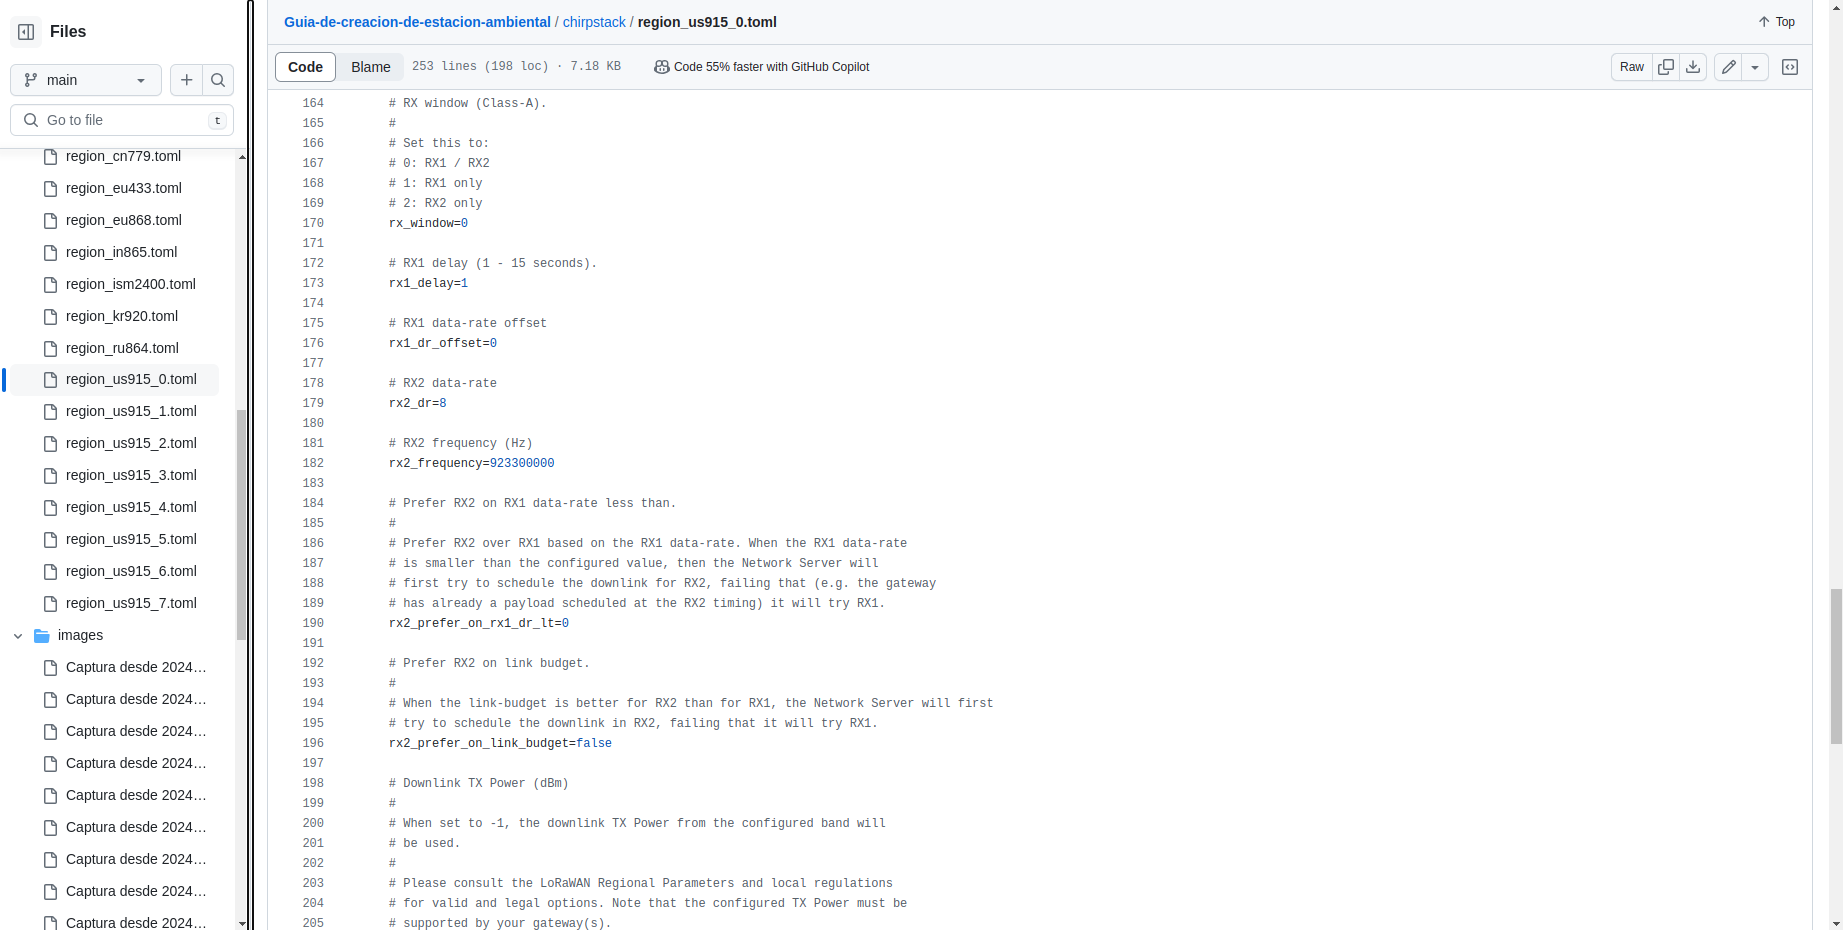 Files
main
Go to file
t
region_cn779.toml
region_eu433.toml
region_eu868.toml
region_in865.toml
region_ism2400.toml
region_kr920.toml
region_ru864.toml
region_us915_0.toml
region_us915_1.toml
region_us915_2.toml
region_us915_3.toml
region_us915_4.toml
region_us915_5.toml
region_us915_6.toml
region_us915_7.toml
images
Captura desde 2024…
Captura desde 2024…
Captura desde 2024…
Captura desde 2024…
Captura desde 2024…
Captura desde 2024…
Captura desde 2024…
Captura desde 2024…
Captura desde 2024…
Guia-de-creacion-de-estacion-ambiental / chirpstack / region_us915_0.toml
Top
Code Blame 253 lines (198 loc) · 7.18 KB Code 55% faster with GitHub Copilot Raw
164 # RX window (Class-A).
165 #
166 # Set this to:
167 # 0: RX1 / RX2
168 # 1: RX1 only
169 # 2: RX2 only
170 rx_window=0
171
172 # RX1 delay (1 - 15 seconds).
173 rx1_delay=1
174
175 # RX1 data-rate offset
176 rx1_dr_offset=0
177
178 # RX2 data-rate
179 rx2_dr=8
180
181 # RX2 frequency (Hz)
182 rx2_frequency=923300000
183
184 # Prefer RX2 on RX1 data-rate less than.
185 #
186 # Prefer RX2 over RX1 based on the RX1 data-rate. When the RX1 data-rate
187 # is smaller than the configured value, then the Network Server will
188 # first try to schedule the downlink for RX2, failing that (e.g. the gateway
189 # has already a payload scheduled at the RX2 timing) it will try RX1.
190 rx2_prefer_on_rx1_dr_lt=0
191
192 # Prefer RX2 on link budget.
193 #
194 # When the link-budget is better for RX2 than for RX1, the Network Server will first
195 # try to schedule the downlink in RX2, failing that it will try RX1.
196 rx2_prefer_on_link_budget=false
197
198 # Downlink TX Power (dBm)
199 #
200 # When set to -1, the downlink TX Power from the configured band will
201 # be used.
202 #
203 # Please consult the LoRaWAN Regional Parameters and local regulations
204 # for valid and legal options. Note that the configured TX Power must be
205 # supported by your gateway(s).